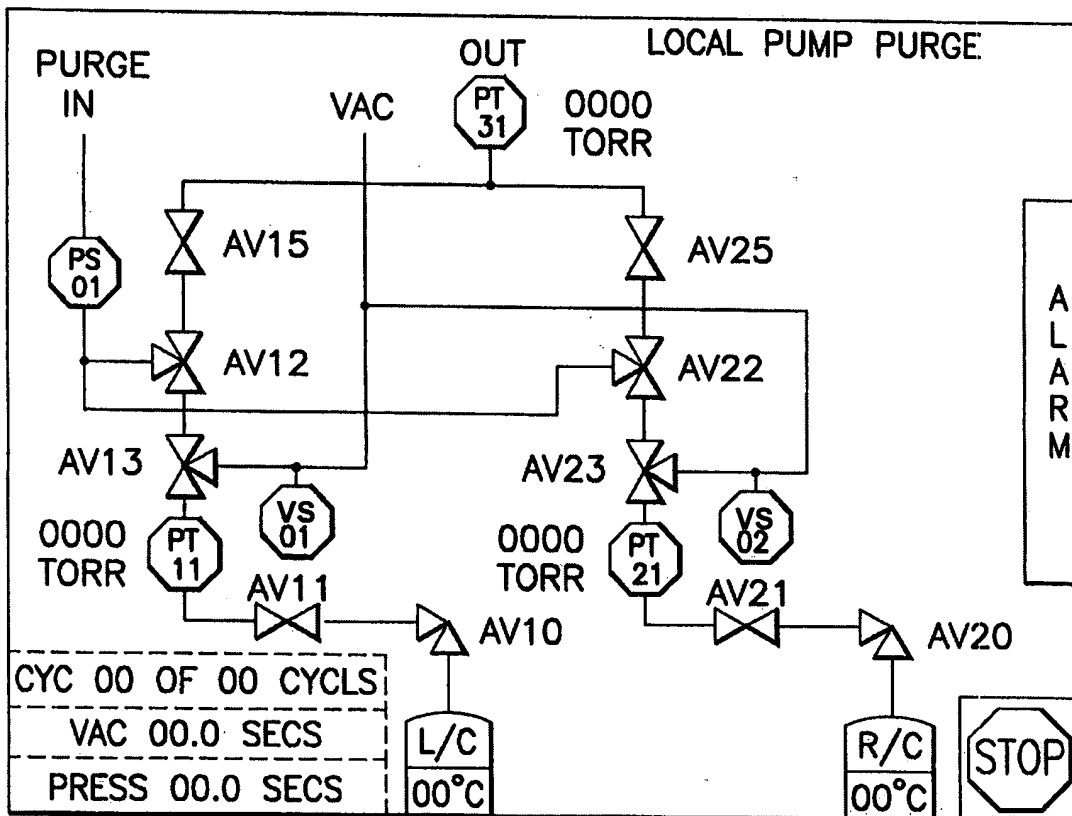 LOCAL PUMP PURGE
PURGE
IN
VAC
OUT
PT
31
0000
TORR
PS
01
AV15
AV25
AV12
AV22
AV13
AV23
VS
01
VS
02
0000
TORR
PT
11
0000
TORR
PT
21
AV11
AV10
AV21
AV20
ALARM
CYC 00 OF 00 CYCLS
VAC 00.0 SECS
PRESS 00.0 SECS
L/C
00°C
R/C
00°C
STOP